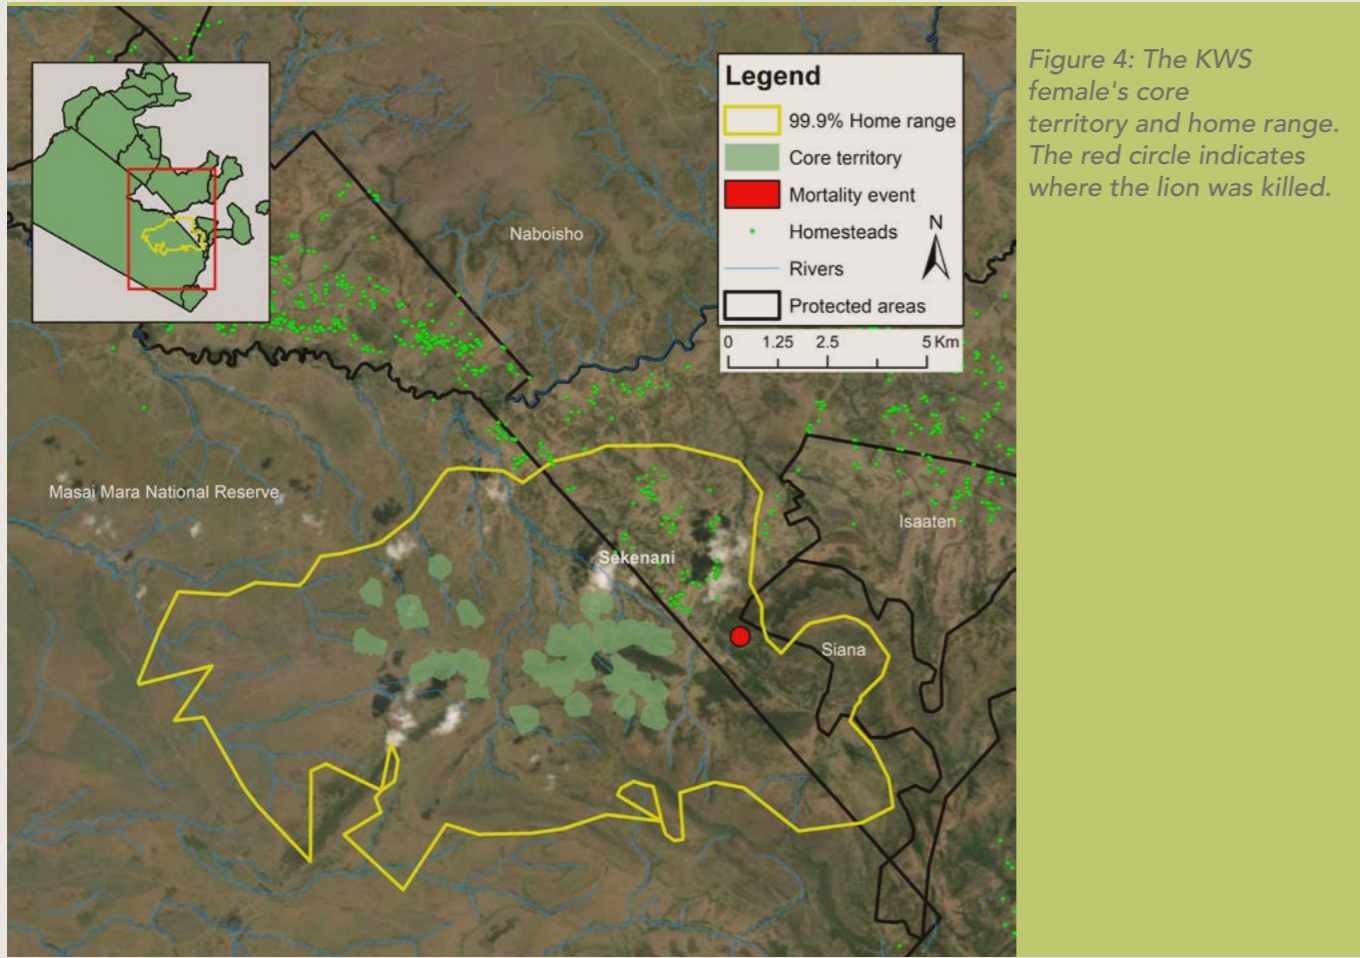 Legend
99.9% Home range
Core territory
Mortality event
Homesteads
Rivers
Protected areas
N
0 1.25 2.5 5 Km
Naboisho
Masai Mara National Reserve
Isaaten
Sekenani
Siana
Figure 4: The KWS
female's core
territory and home range.
The red circle indicates
where the lion was killed.